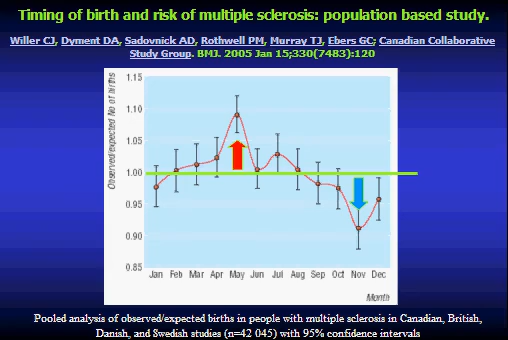 Timing of birth and risk of multiple sclerosis: population based study.
Willer CJ, Dyment DA, Sadovnick AD, Rothwell PM, Murray TJ, Ebers GC; Canadian Collaborative
Study Group. BMJ. 2005 Jan 15;330(7483):120
Observed/expected No of births
1.15
1.10
1.05
1.00
0.95
0.90
0.85
Jan Feb Mar Apr May Jun Jul Aug Sep Oct Nov Dec
Month
Pooled analysis of observed/expected births in people with multiple sclerosis in Canadian, British,
Danish, and Swedish studies (n=42 045) with 95% confidence intervals